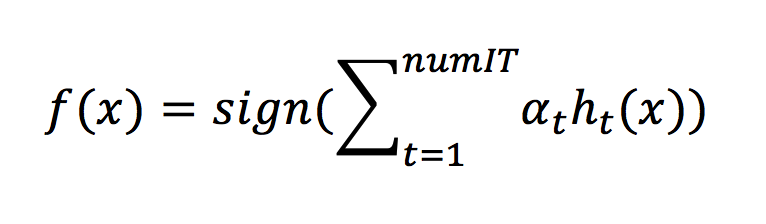 f(x) = sign(∑_{t=1}^{numIT} α_t h_t(x))